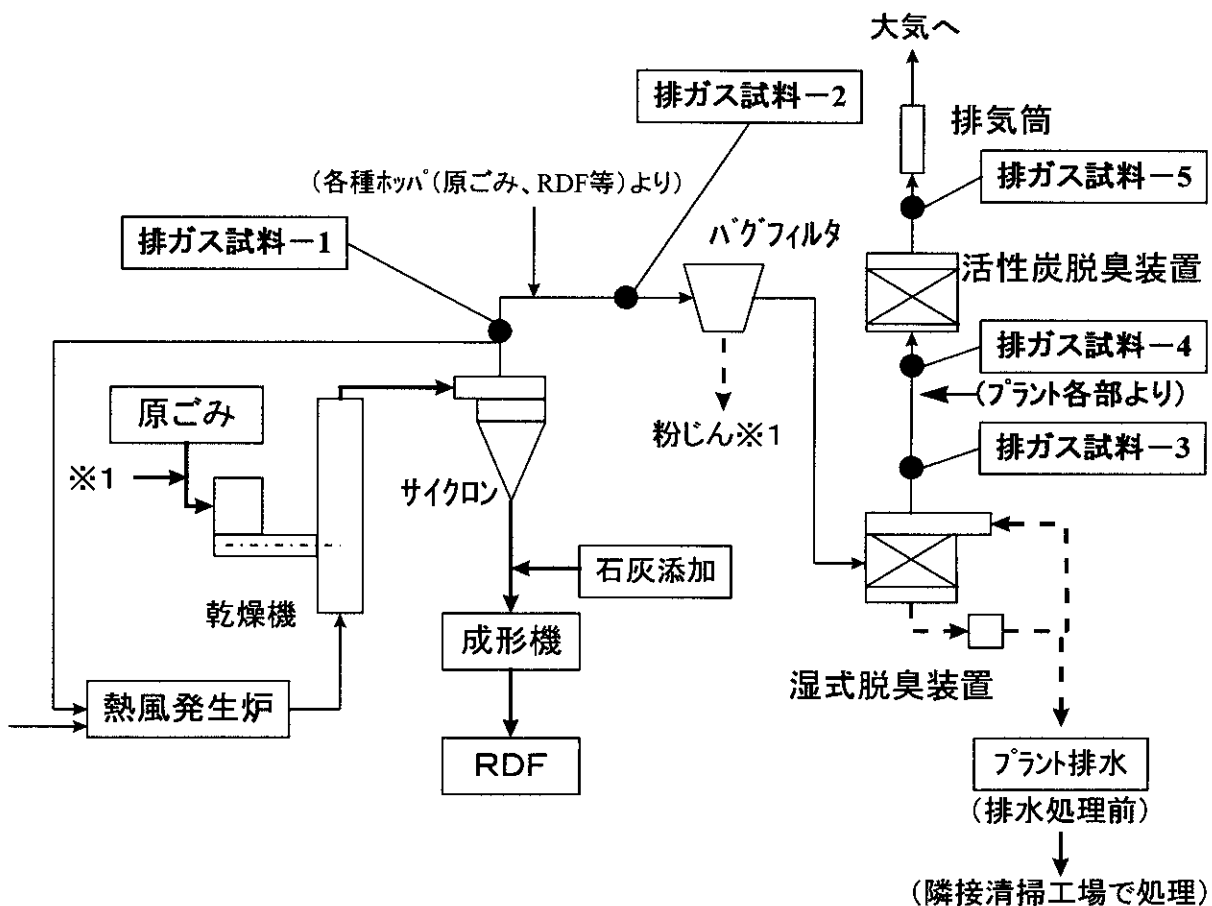 大気へ
排ガス試料－2
排気筒
(各種ホッパ(原ごみ、RDF等)より)
排ガス試料－5
排ガス試料－1
バグフィルタ
活性炭脱臭装置
排ガス試料－4
(プラント各部より)
原ごみ
粉じん※1
排ガス試料－3
※1
サイクロン
石灰添加
乾燥機
成形機
湿式脱臭装置
熱風発生炉
RDF
プラント排水
(排水処理前)
(隣接清掃工場で処理)